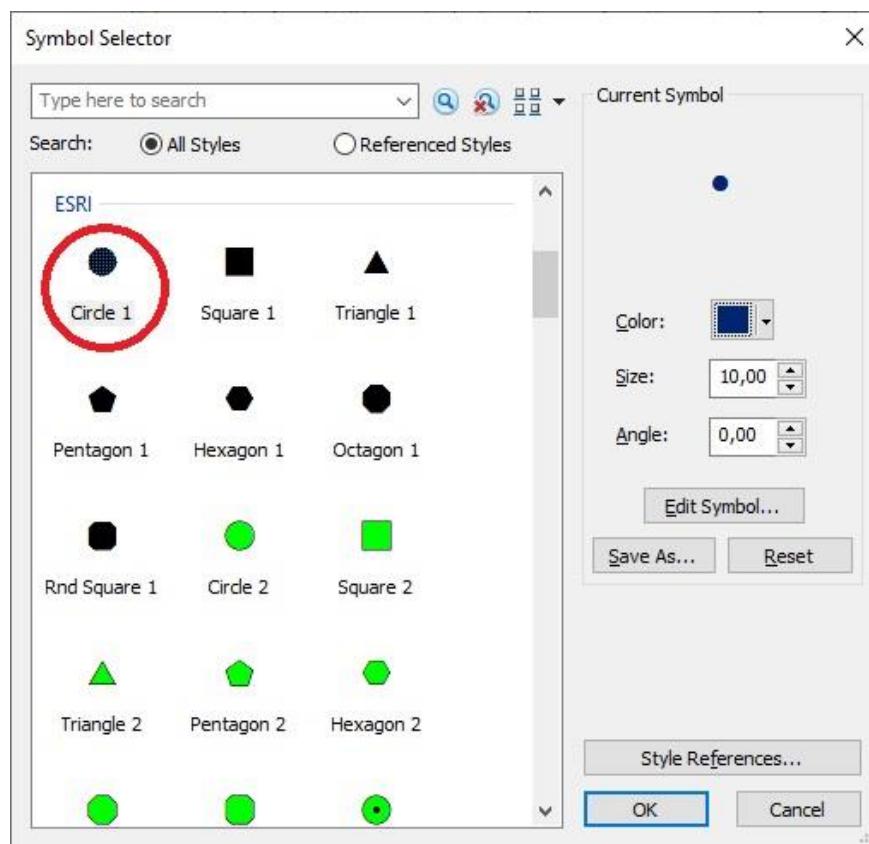 Symbol Selector
Type here to search
Search:
All Styles
Referenced Styles
ESRI
Circle 1
Square 1
Triangle 1
Pentagon 1
Hexagon 1
Octagon 1
Rnd Square 1
Circle 2
Square 2
Triangle 2
Pentagon 2
Hexagon 2
Current Symbol
Color:
Size:
10,00
Angle:
0,00
Edit Symbol...
Save As...
Reset
Style References...
OK
Cancel